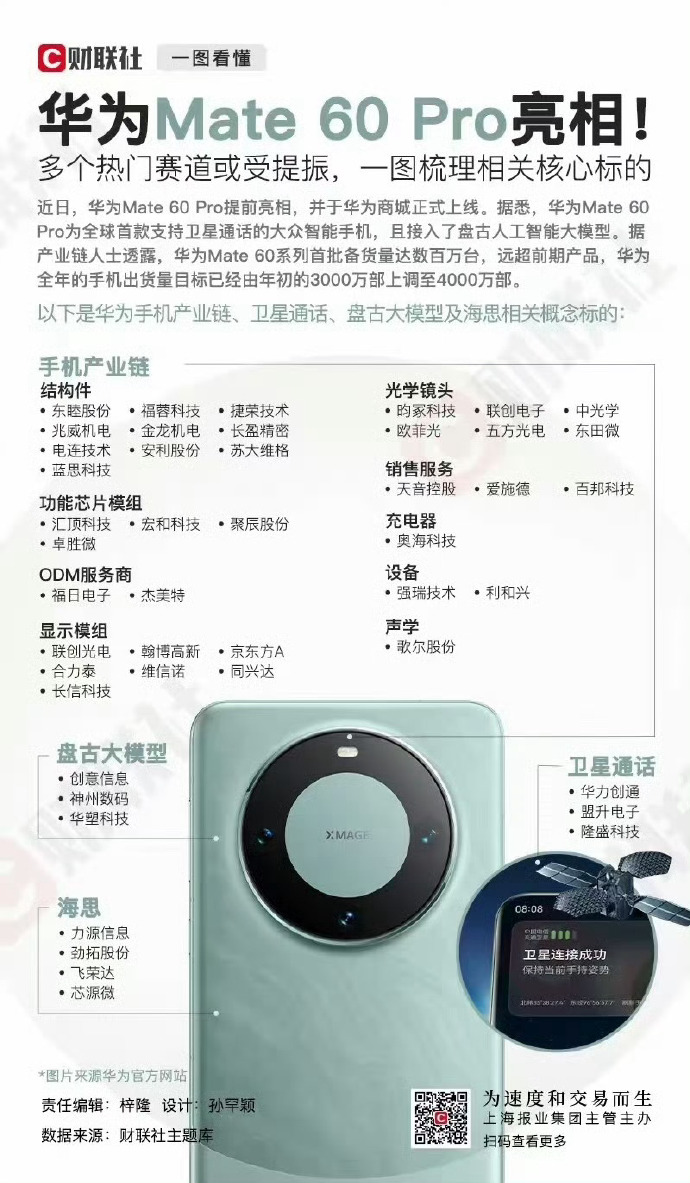 财联社 一图看懂
华为Mate 60 Pro亮相！
多个热门赛道或受提振，一图梳理相关核心标的
近日，华为Mate 60 Pro提前亮相，并于华为商城正式上线。据悉，华为Mate 60
Pro为全球首款支持卫星通话的大众智能手机，且接入了盘古人工智能大模型。据
产业链人士透露，华为Mate 60系列首批备货量达数百万台，远超前期产品，华为
全年的手机出货量目标已经由年初的3000万部上调至4000万部。
以下是华为手机产业链、卫星通话、盘古大模型及海思相关概念标的：
手机产业链
结构件
• 东睦股份 • 福蓉科技 • 捷荣技术
• 兆威机电 • 金龙机电 • 长盈精密
• 电连技术 • 安利股份 • 苏大维格
• 蓝思科技
功能芯片模组
• 汇顶科技 • 宏和科技 • 聚辰股份
• 卓胜微
ODM服务商
• 福日电子 • 杰美特
显示模组
• 联创光电 • 翰博高新 • 京东方A
• 合力泰 • 维信诺 • 同兴达
• 长信科技
光学镜头
• 昀冢科技 • 联创电子 • 中光学
• 欧菲光 • 五方光电 • 东田微
销售服务
• 天音控股 • 爱施德 • 百邦科技
充电器
• 奥海科技
设备
• 强瑞技术 • 利和兴
声学
• 歌尔股份
盘古大模型
• 创意信息
• 神州数码
• 华塑科技
海思
• 力源信息
• 劲拓股份
• 飞荣达
• 芯源微
XMAGE
卫星通话
• 华力创通
• 盟升电子
• 隆盛科技
08:08
卫星连接成功
保持当前手持姿势
*图片来源华为官方网站
责任编辑：梓隆 设计：孙罕颖
数据来源：财联社主题库
为速度和交易而生
上海报业集团主管主办
扫码查看更多